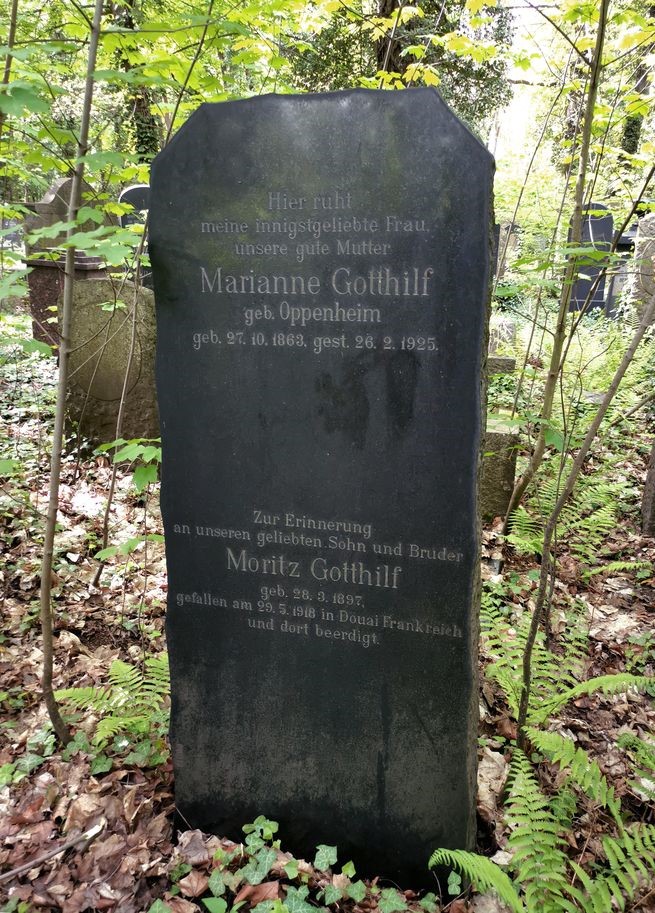 Hier ruht
meine innigstgeliebte Frau,
unsere gute Mutter
Marianne Gotthilf
geb. Oppenheim
geb. 27. 10. 1863, gest. 26. 2. 1925.
Zur Erinnerung
an unseren geliebten Sohn und Bruder
Moritz Gotthilf
geb. 28. 3. 1897,
gefallen am 29. 5. 1918 in Douai Frankreich
und dort beerdigt.